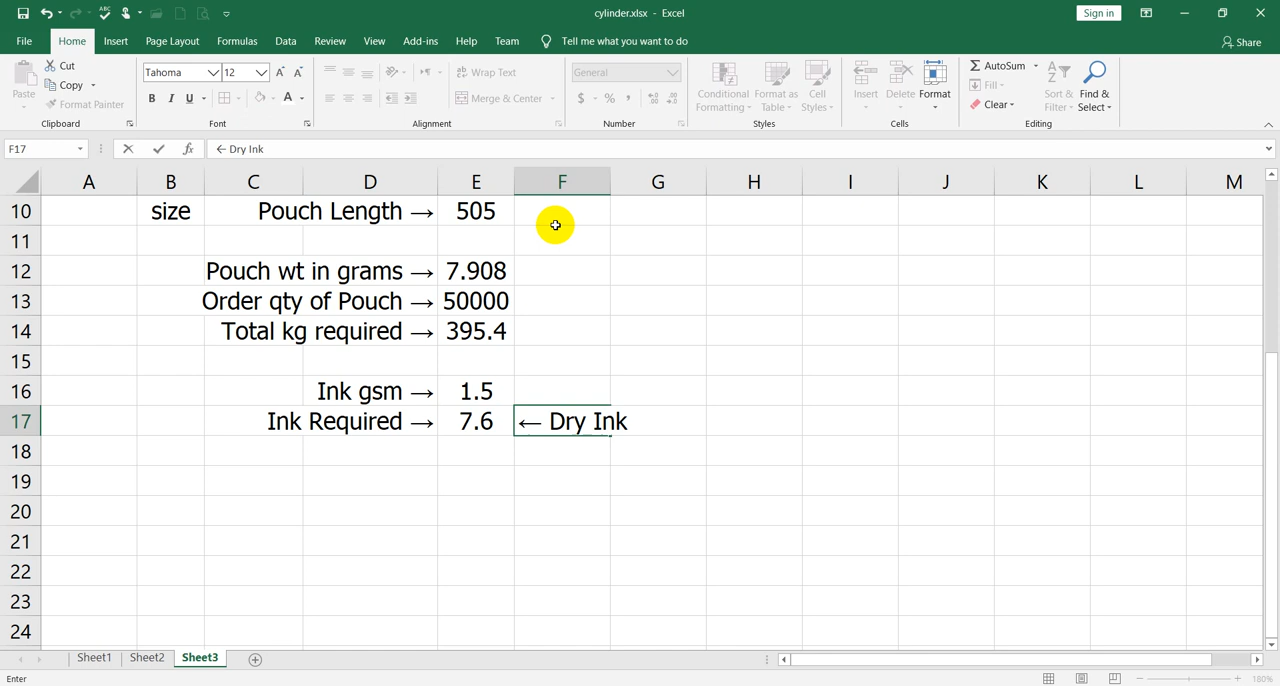 cylinder.xlsx - Excel
Sign in
File Home Insert Page Layout Formulas Data Review View Add-ins Help Team Tell me what you want to do Share
Paste
Cut
Copy
Format Painter
Clipboard
Tahoma 12
B I U
Font
Wrap Text
Merge & Center
Alignment
General
$ % ,
Number
Conditional Formatting
Format as Table
Cell Styles
Styles
Insert Delete Format
Cells
AutoSum
Fill
Clear
Sort & Filter
Find & Select
Editing
F17 fx ← Dry Ink
A B C D E F G H I J K L M
10 size Pouch Length → 505
11
12 Pouch wt in grams → 7.908
13 Order qty of Pouch → 50000
14 Total kg required → 395.4
15
16 Ink gsm → 1.5
17 Ink Required → 7.6 ← Dry Ink
18
19
20
21
22
23
24
Sheet1 Sheet2 Sheet3
Enter
180%